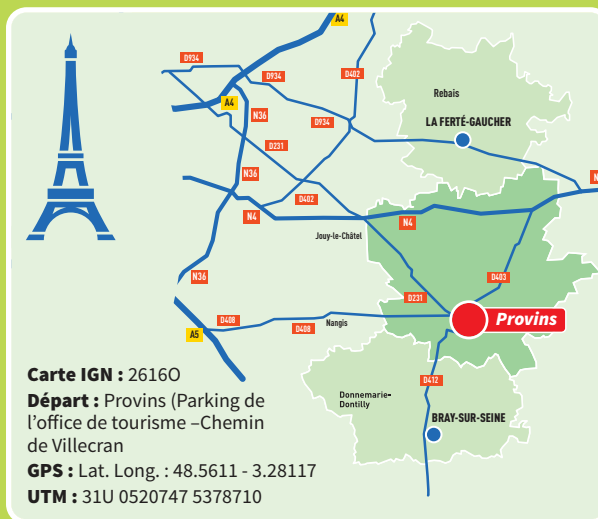 A4
D934
D402
D934
A4
Rebais
N36
LA FERTÉ-GAUCHER
D934
D231
N36
D402
N4
N4
Jouy-le-Châtel
N36
D403
D231
D408
Nangis
Provins
D408
A5
D412
Carte IGN : 2616O
Départ : Provins (Parking de
l’office de tourisme –Chemin
de Villecran
GPS : Lat. Long. : 48.5611 - 3.28117
UTM : 31U 0520747 5378710
Donnemarie-
Dontilly
BRAY-SUR-SEINE